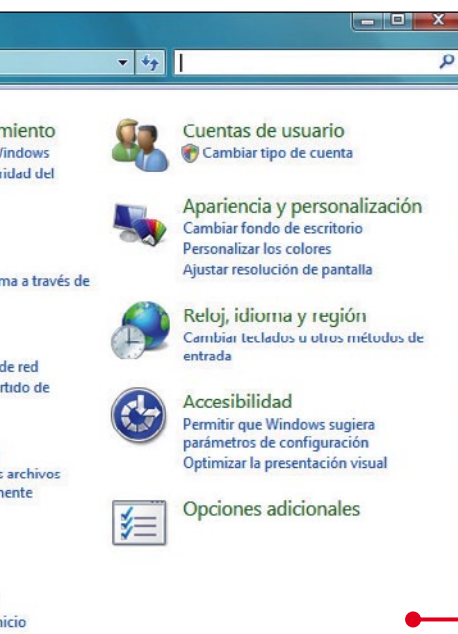 miento
Windows
ridad del
ma a través de
de red
rtido de
s archivos
mente
nicio
Cuentas de usuario
Cambiar tipo de cuenta
Apariencia y personalización
Cambiar fondo de escritorio
Personalizar los colores
Ajustar resolución de pantalla
Reloj, idioma y región
Cambiar teclados u otros métodos de
entrada
Accesibilidad
Permitir que Windows sugiera
parámetros de configuración
Optimizar la presentación visual
Opciones adicionales